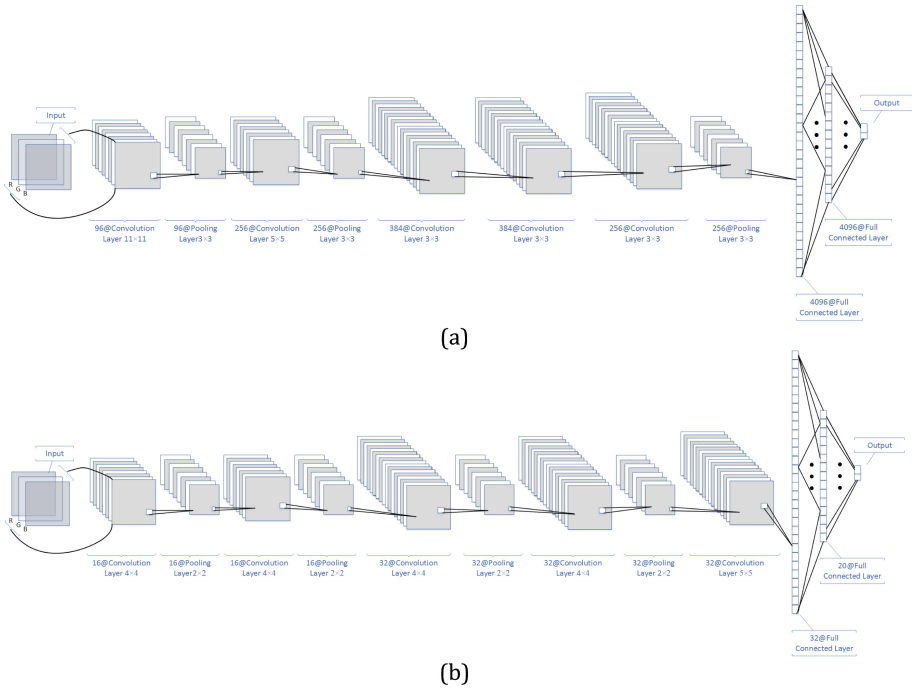 Input
R
G
B
Output
96@Convolution
Layer 11×11
96@Pooling
Layer3×3
256@Convolution
Layer 5×5
256@Pooling
Layer 3×3
384@Convolution
Layer 3×3
384@Convolution
Layer 3×3
256@Convolution
Layer 3×3
256@Pooling
Layer 3×3
4096@Full
Connected Layer
4096@Full
Connected Layer
(a)
Input
R
G
B
Output
16@Convolution
Layer 4×4
16@Pooling
Layer2×2
16@Convolution
Layer 4×4
16@Pooling
Layer 2×2
32@Convolution
Layer 4×4
32@Pooling
Layer 2×2
32@Convolution
Layer 4×4
32@Pooling
Layer 2×2
32@Convolution
Layer 5×5
20@Full
Connected Layer
32@Full
Connected Layer
(b)